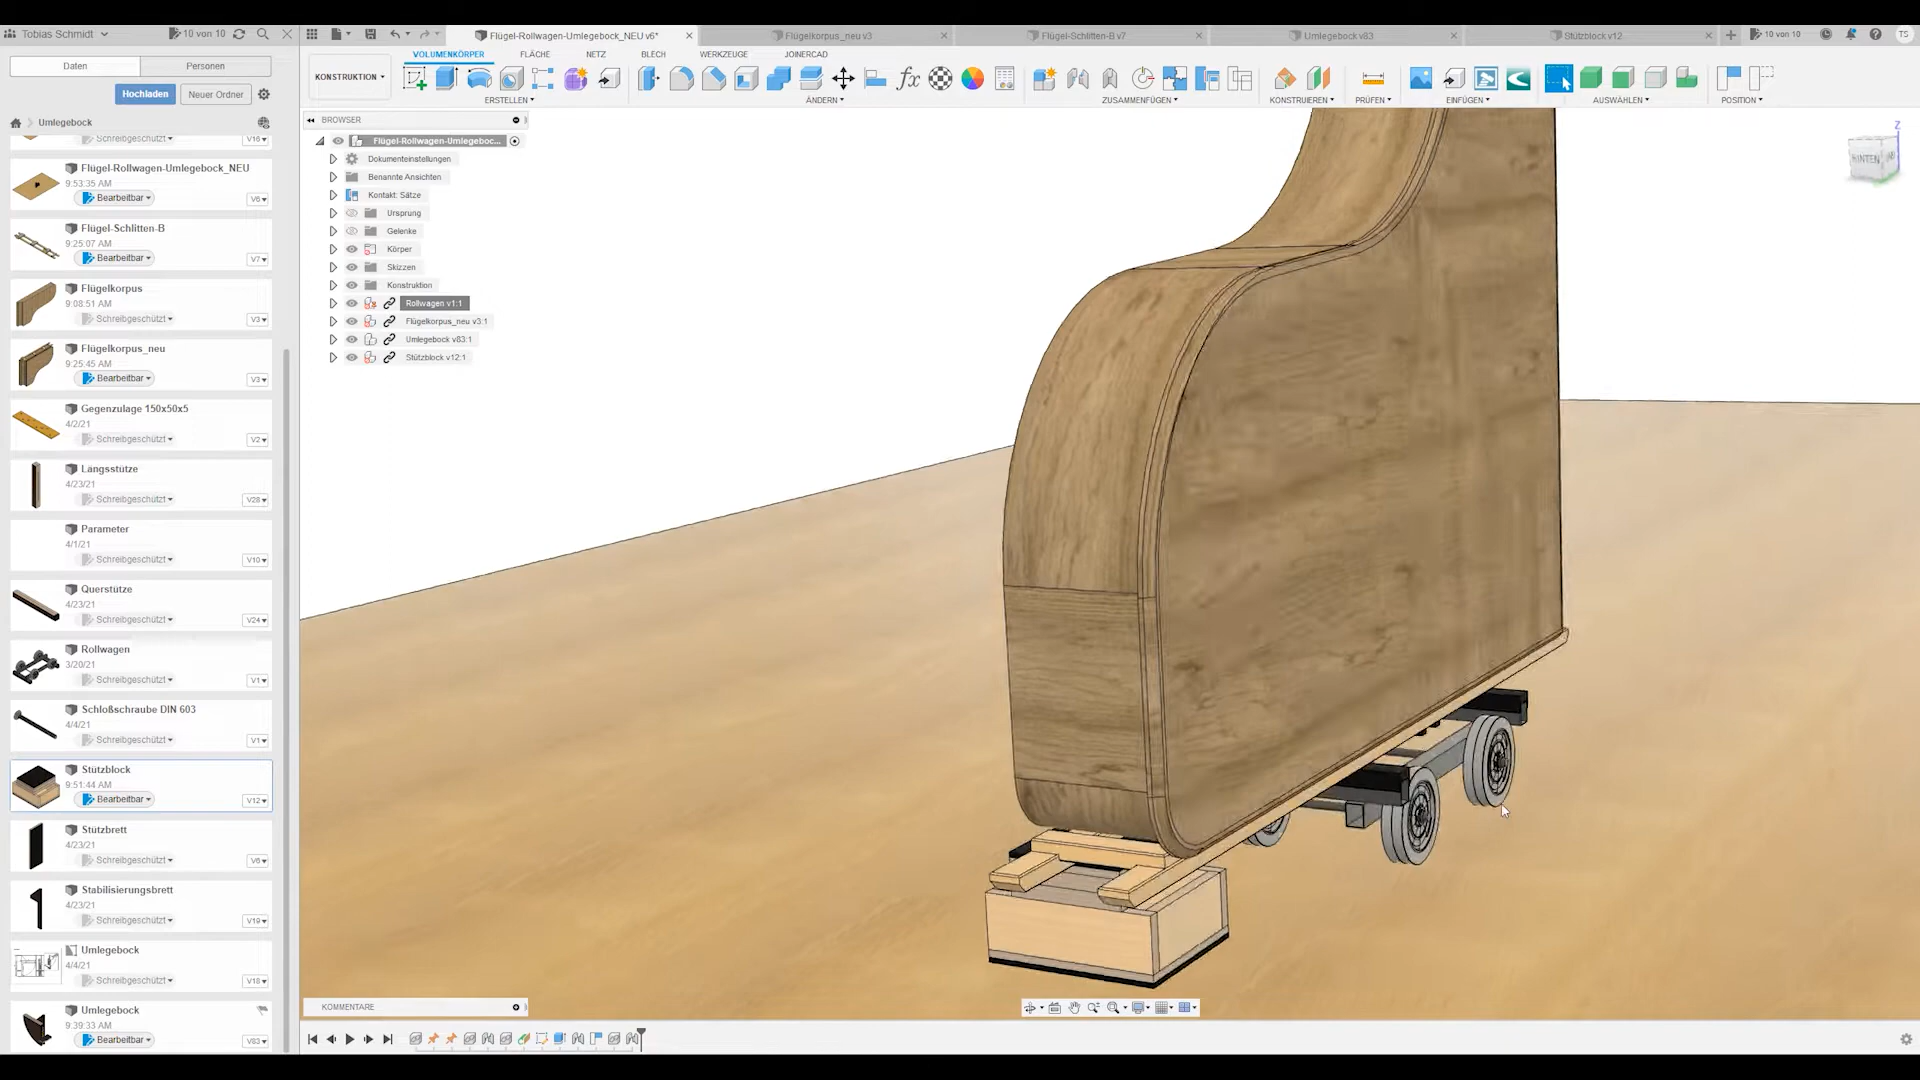 Tobias Schmidt
10 von 10
Flügel-Rollwagen-Umlegebock_NEU v6*
Flügelkorpus_neu v3
Flügel-Schlitten-B v7
Umlegebock v83
Stützblock v12
10 von 10
TS
Daten
Personen
Hochladen
Neuer Ordner
Umlegebock
KONSTRUKTION
VOLUMENKÖRPER
FLÄCHE
NETZ
BLECH
WERKZEUGE
JOINERCAD
ERSTELLEN
ÄNDERN
ZUSAMMENFÜGEN
KONSTRUIEREN
PRÜFEN
EINFÜGEN
AUSWÄHLEN
POSITION
BROWSER
Flügel-Rollwagen-Umlegeboc...
Dokumenteinstellungen
Benannte Ansichten
Kontakt: Sätze
Ursprung
Gelenke
Körper
Skizzen
Konstruktion
Rollwagen v1:1
Flügelkorpus_neu v3:1
Umlegebock v83:1
Stützblock v12:1
Schreibgeschützt
V16
Flügel-Rollwagen-Umlegebock_NEU
9:53:35 AM
Bearbeitbar
V6
Flügel-Schlitten-B
9:25:07 AM
Bearbeitbar
V7
Flügelkorpus
9:08:51 AM
Schreibgeschützt
V3
Flügelkorpus_neu
9:25:45 AM
Bearbeitbar
V3
Gegenzulage 150x50x5
4/2/21
Schreibgeschützt
V2
Längsstütze
4/23/21
Schreibgeschützt
V28
Parameter
4/1/21
Schreibgeschützt
V10
Querstütze
4/23/21
Schreibgeschützt
V24
Rollwagen
3/20/21
Schreibgeschützt
V1
Schloßschraube DIN 603
4/4/21
Schreibgeschützt
V1
Stützblock
9:51:44 AM
Bearbeitbar
V12
Stützbrett
4/23/21
Schreibgeschützt
V6
Stabilisierungsbrett
4/23/21
Schreibgeschützt
V19
Umlegebock
4/4/21
Schreibgeschützt
V18
Umlegebock
9:39:33 AM
Bearbeitbar
V83
Z
HINTEN
KOMMENTARE